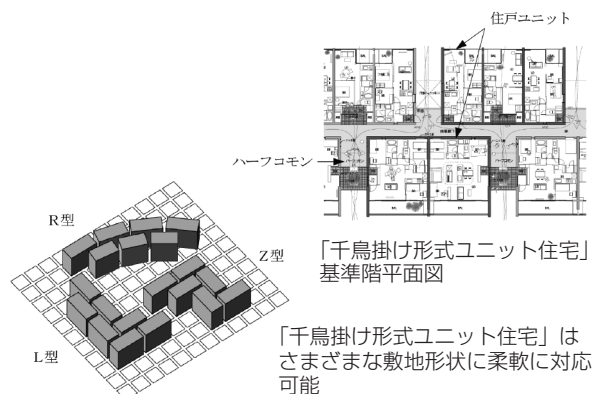 住戸ユニット
ハーフコモン
「千鳥掛け形式ユニット住宅」
基準階平面図
R型
Z型
L型
「千鳥掛け形式ユニット住宅」は
さまざまな敷地形状に柔軟に対応
可能